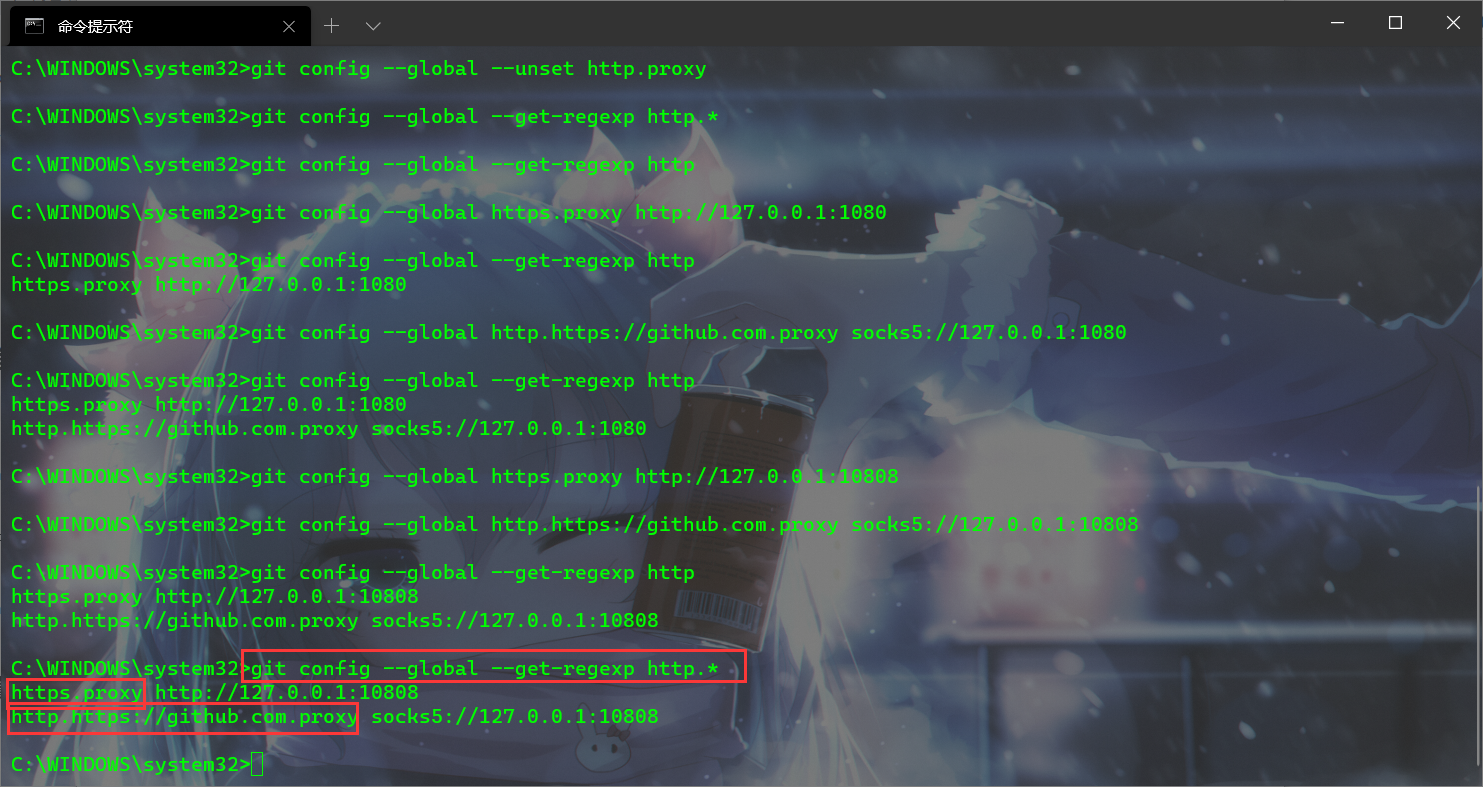 命令提示符
C:\WINDOWS\system32>git config --global --unset http.proxy
C:\WINDOWS\system32>git config --global --get-regexp http.*
C:\WINDOWS\system32>git config --global --get-regexp http
C:\WINDOWS\system32>git config --global https.proxy http://127.0.0.1:1080
C:\WINDOWS\system32>git config --global --get-regexp http
https.proxy http://127.0.0.1:1080
C:\WINDOWS\system32>git config --global http.https://github.com.proxy socks5://127.0.0.1:1080
C:\WINDOWS\system32>git config --global --get-regexp http
https.proxy http://127.0.0.1:1080
http.https://github.com.proxy socks5://127.0.0.1:1080
C:\WINDOWS\system32>git config --global https.proxy http://127.0.0.1:10808
C:\WINDOWS\system32>git config --global http.https://github.com.proxy socks5://127.0.0.1:10808
C:\WINDOWS\system32>git config --global --get-regexp http
https.proxy http://127.0.0.1:10808
http.https://github.com.proxy socks5://127.0.0.1:10808
C:\WINDOWS\system32>git config --global --get-regexp http.*
https.proxy http://127.0.0.1:10808
http.https://github.com.proxy socks5://127.0.0.1:10808
C:\WINDOWS\system32>